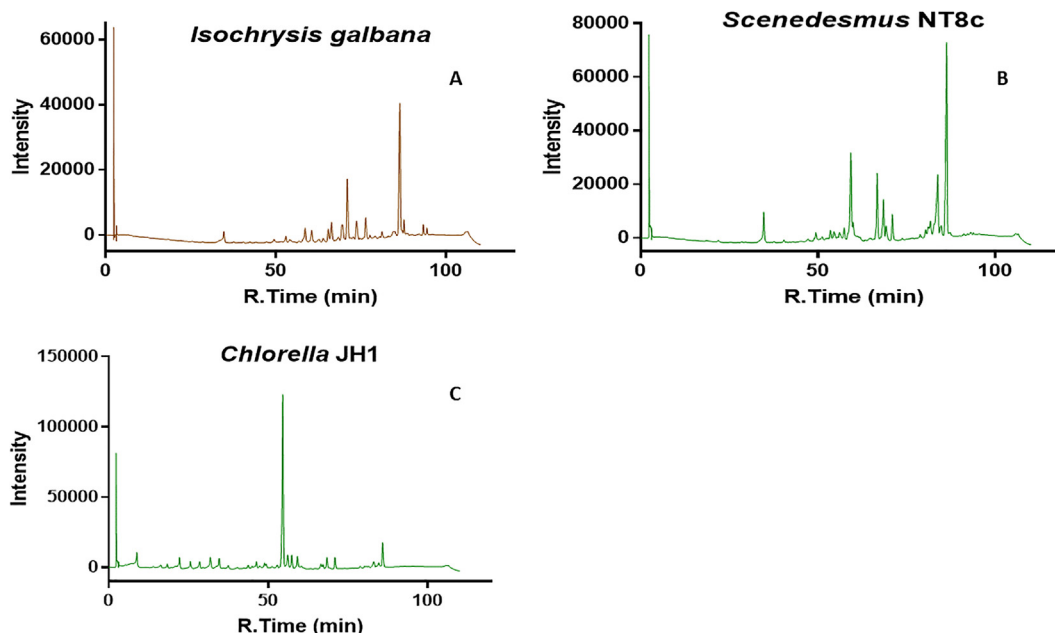 Isochrysis galbana
A
60000
40000
20000
0
Intensity
0
50
100
R.Time (min)
Scenedesmus NT8c
B
80000
60000
40000
20000
0
Intensity
0
50
100
R.Time (min)
Chlorella JH1
C
150000
100000
50000
0
Intensity
0
50
100
R.Time (min)